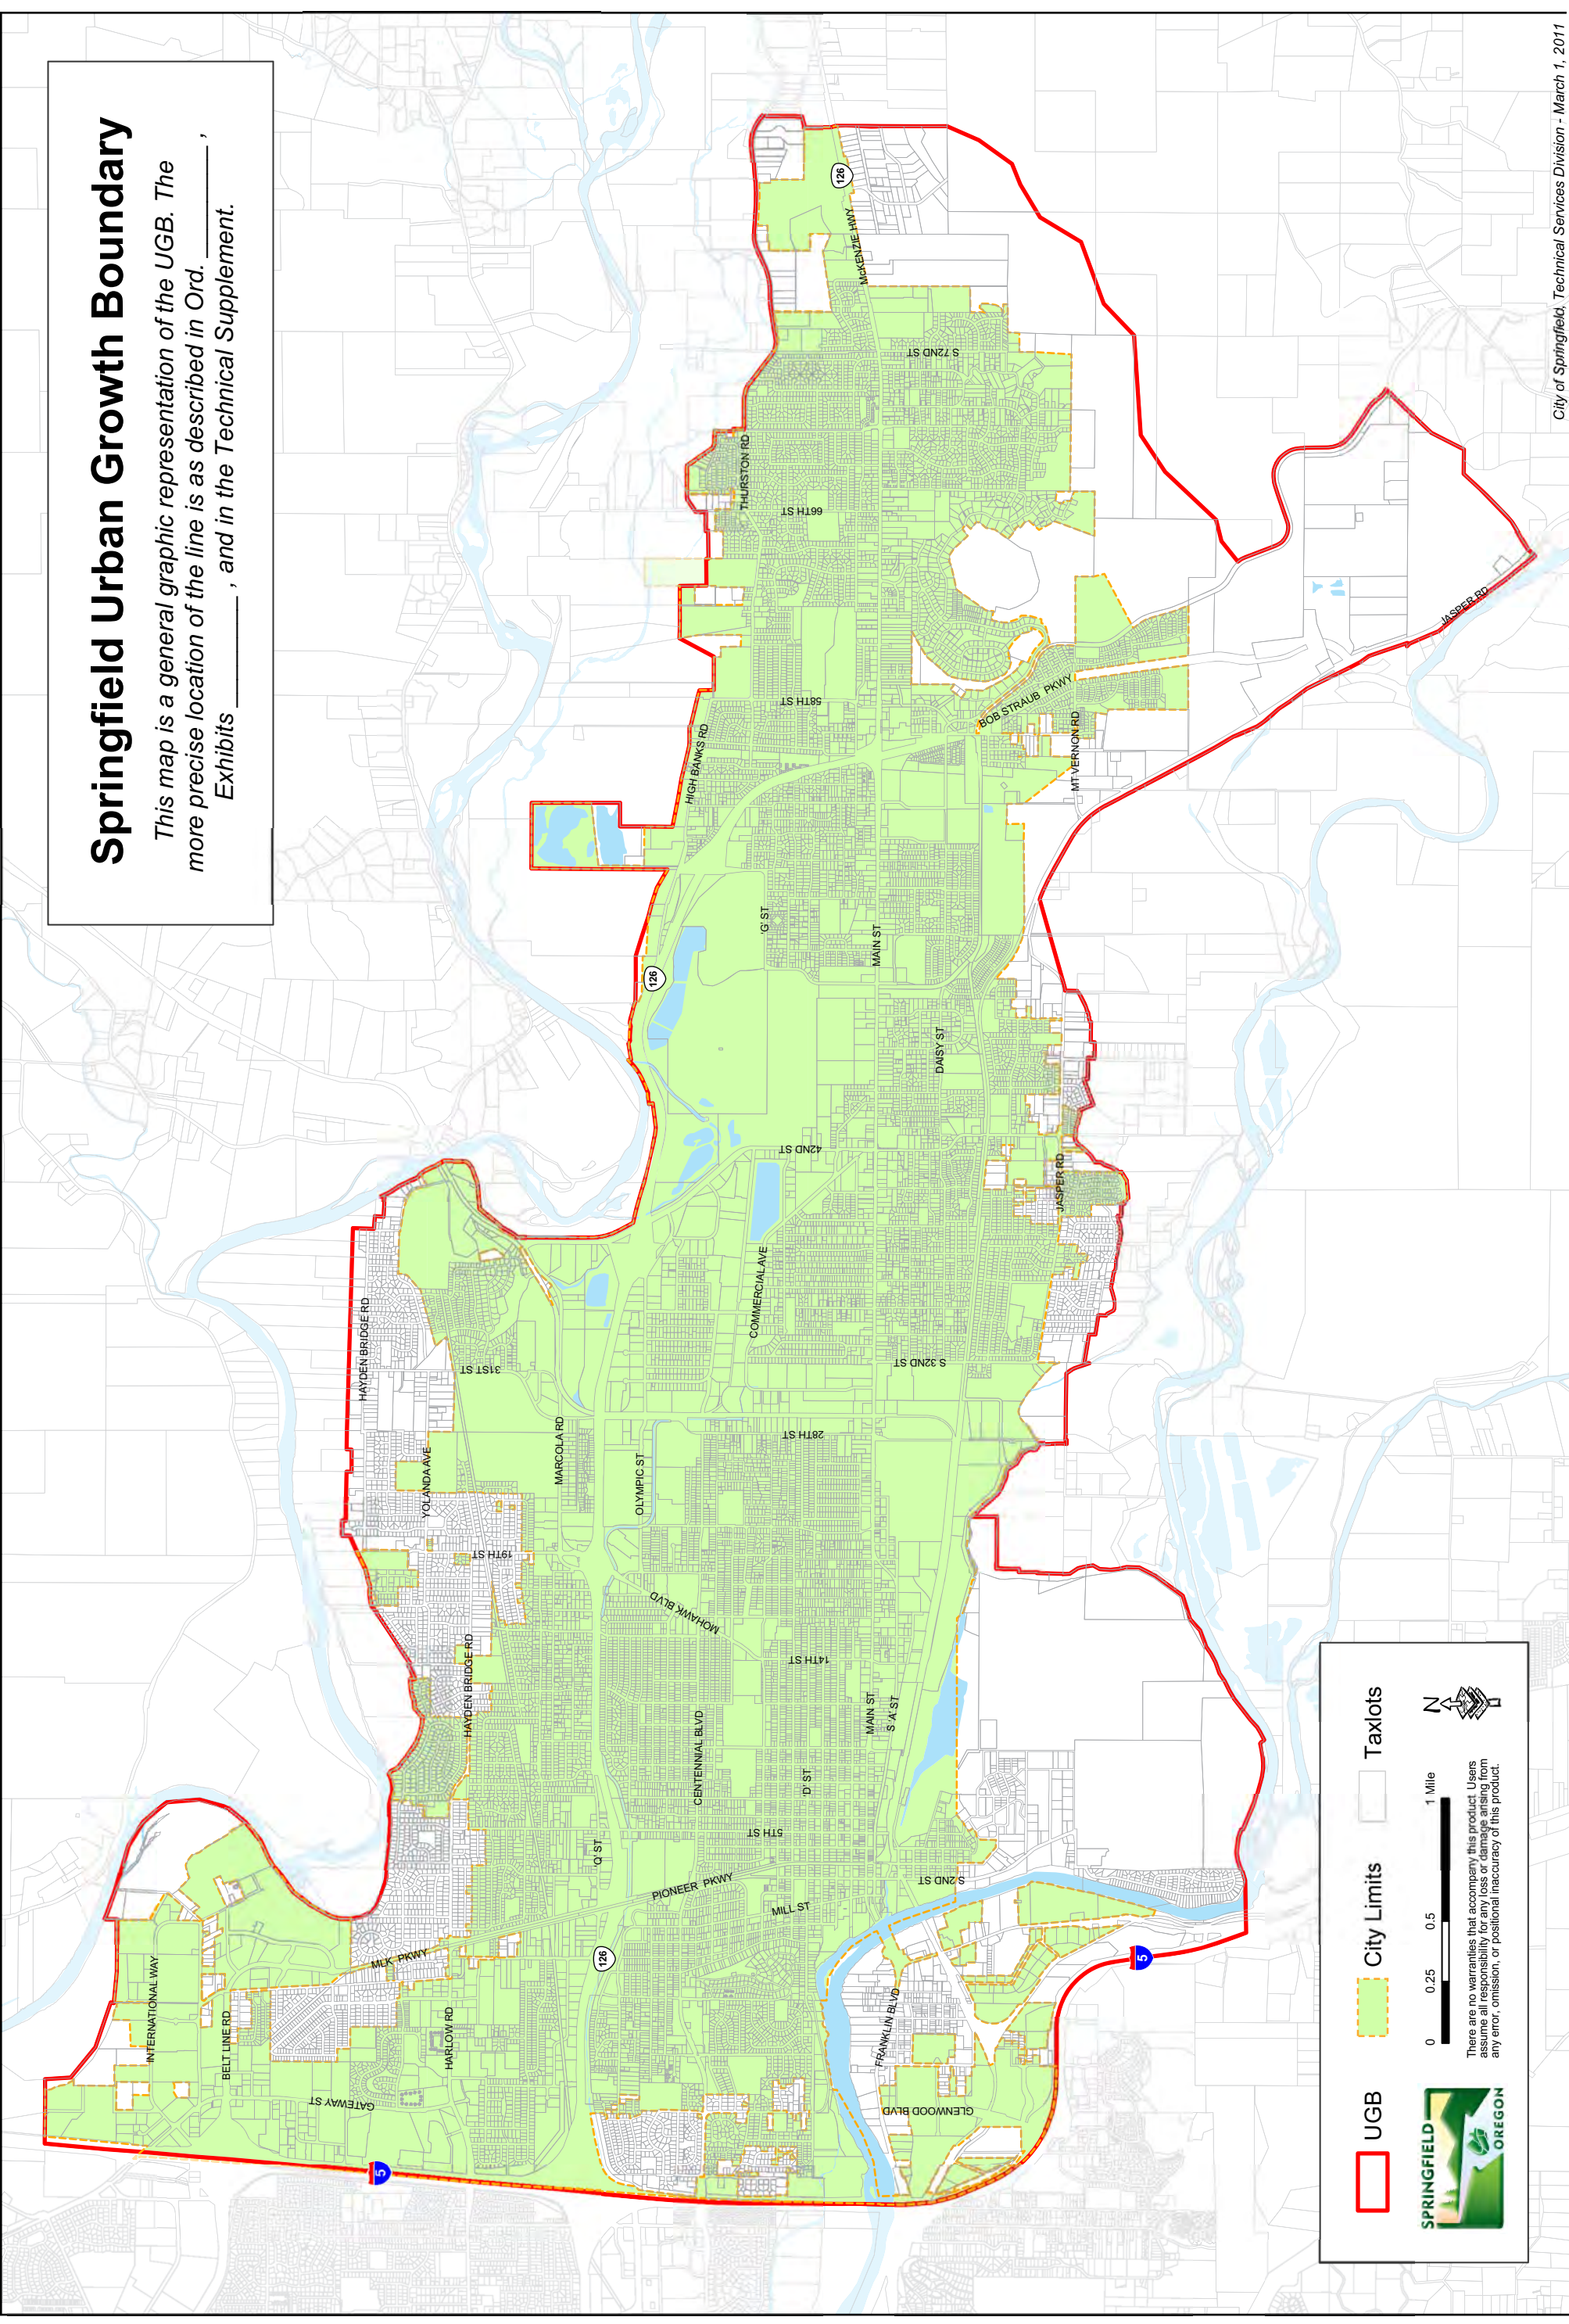 Springfield Urban Growth Boundary
This map is a general graphic representation of the UGB. The
more precise location of the line is as described in Ord. ________ ,
Exhibits ________ , and in the Technical Supplement.
INTERNATIONAL WAY
BELT LINE RD
GATEWAY ST
HARLOW RD
MLK PKWY
5
HAYDEN BRIDGE RD
HAYDEN BRIDGE RD
YOLANDA AVE
19TH ST
31ST ST
MARCOLA RD
OLYMPIC ST
MOHAWK BLVD
28TH ST
COMMERCIAL AVE
42ND ST
126
'Q' ST
126
PIONEER PKWY
CENTENNIAL BLVD
5TH ST
MILL ST
'D' ST
14TH ST
MAIN ST
S 'A' ST
S 2ND ST
FRANKLIN BLVD
GLENWOOD BLVD
5
S 32ND ST
JASPER RD
DAISY ST
MAIN ST
'G' ST
HIGH BANKS RD
58TH ST
66TH ST
THURSTON RD
S 72ND ST
McKENZIE HWY
126
BOB STRAUB PKWY
MT VERNON RD
JASPER RD
UGB
City Limits
Taxlots
SPRINGFIELD
OREGON
0
0.25
0.5
1 Mile
N
There are no warranties that accompany this product. Users
assume all responsibility for any loss or damage arising from
any error, omission, or positional inaccuracy of this product.
City of Springfield, Technical Services Division - March 1, 2011